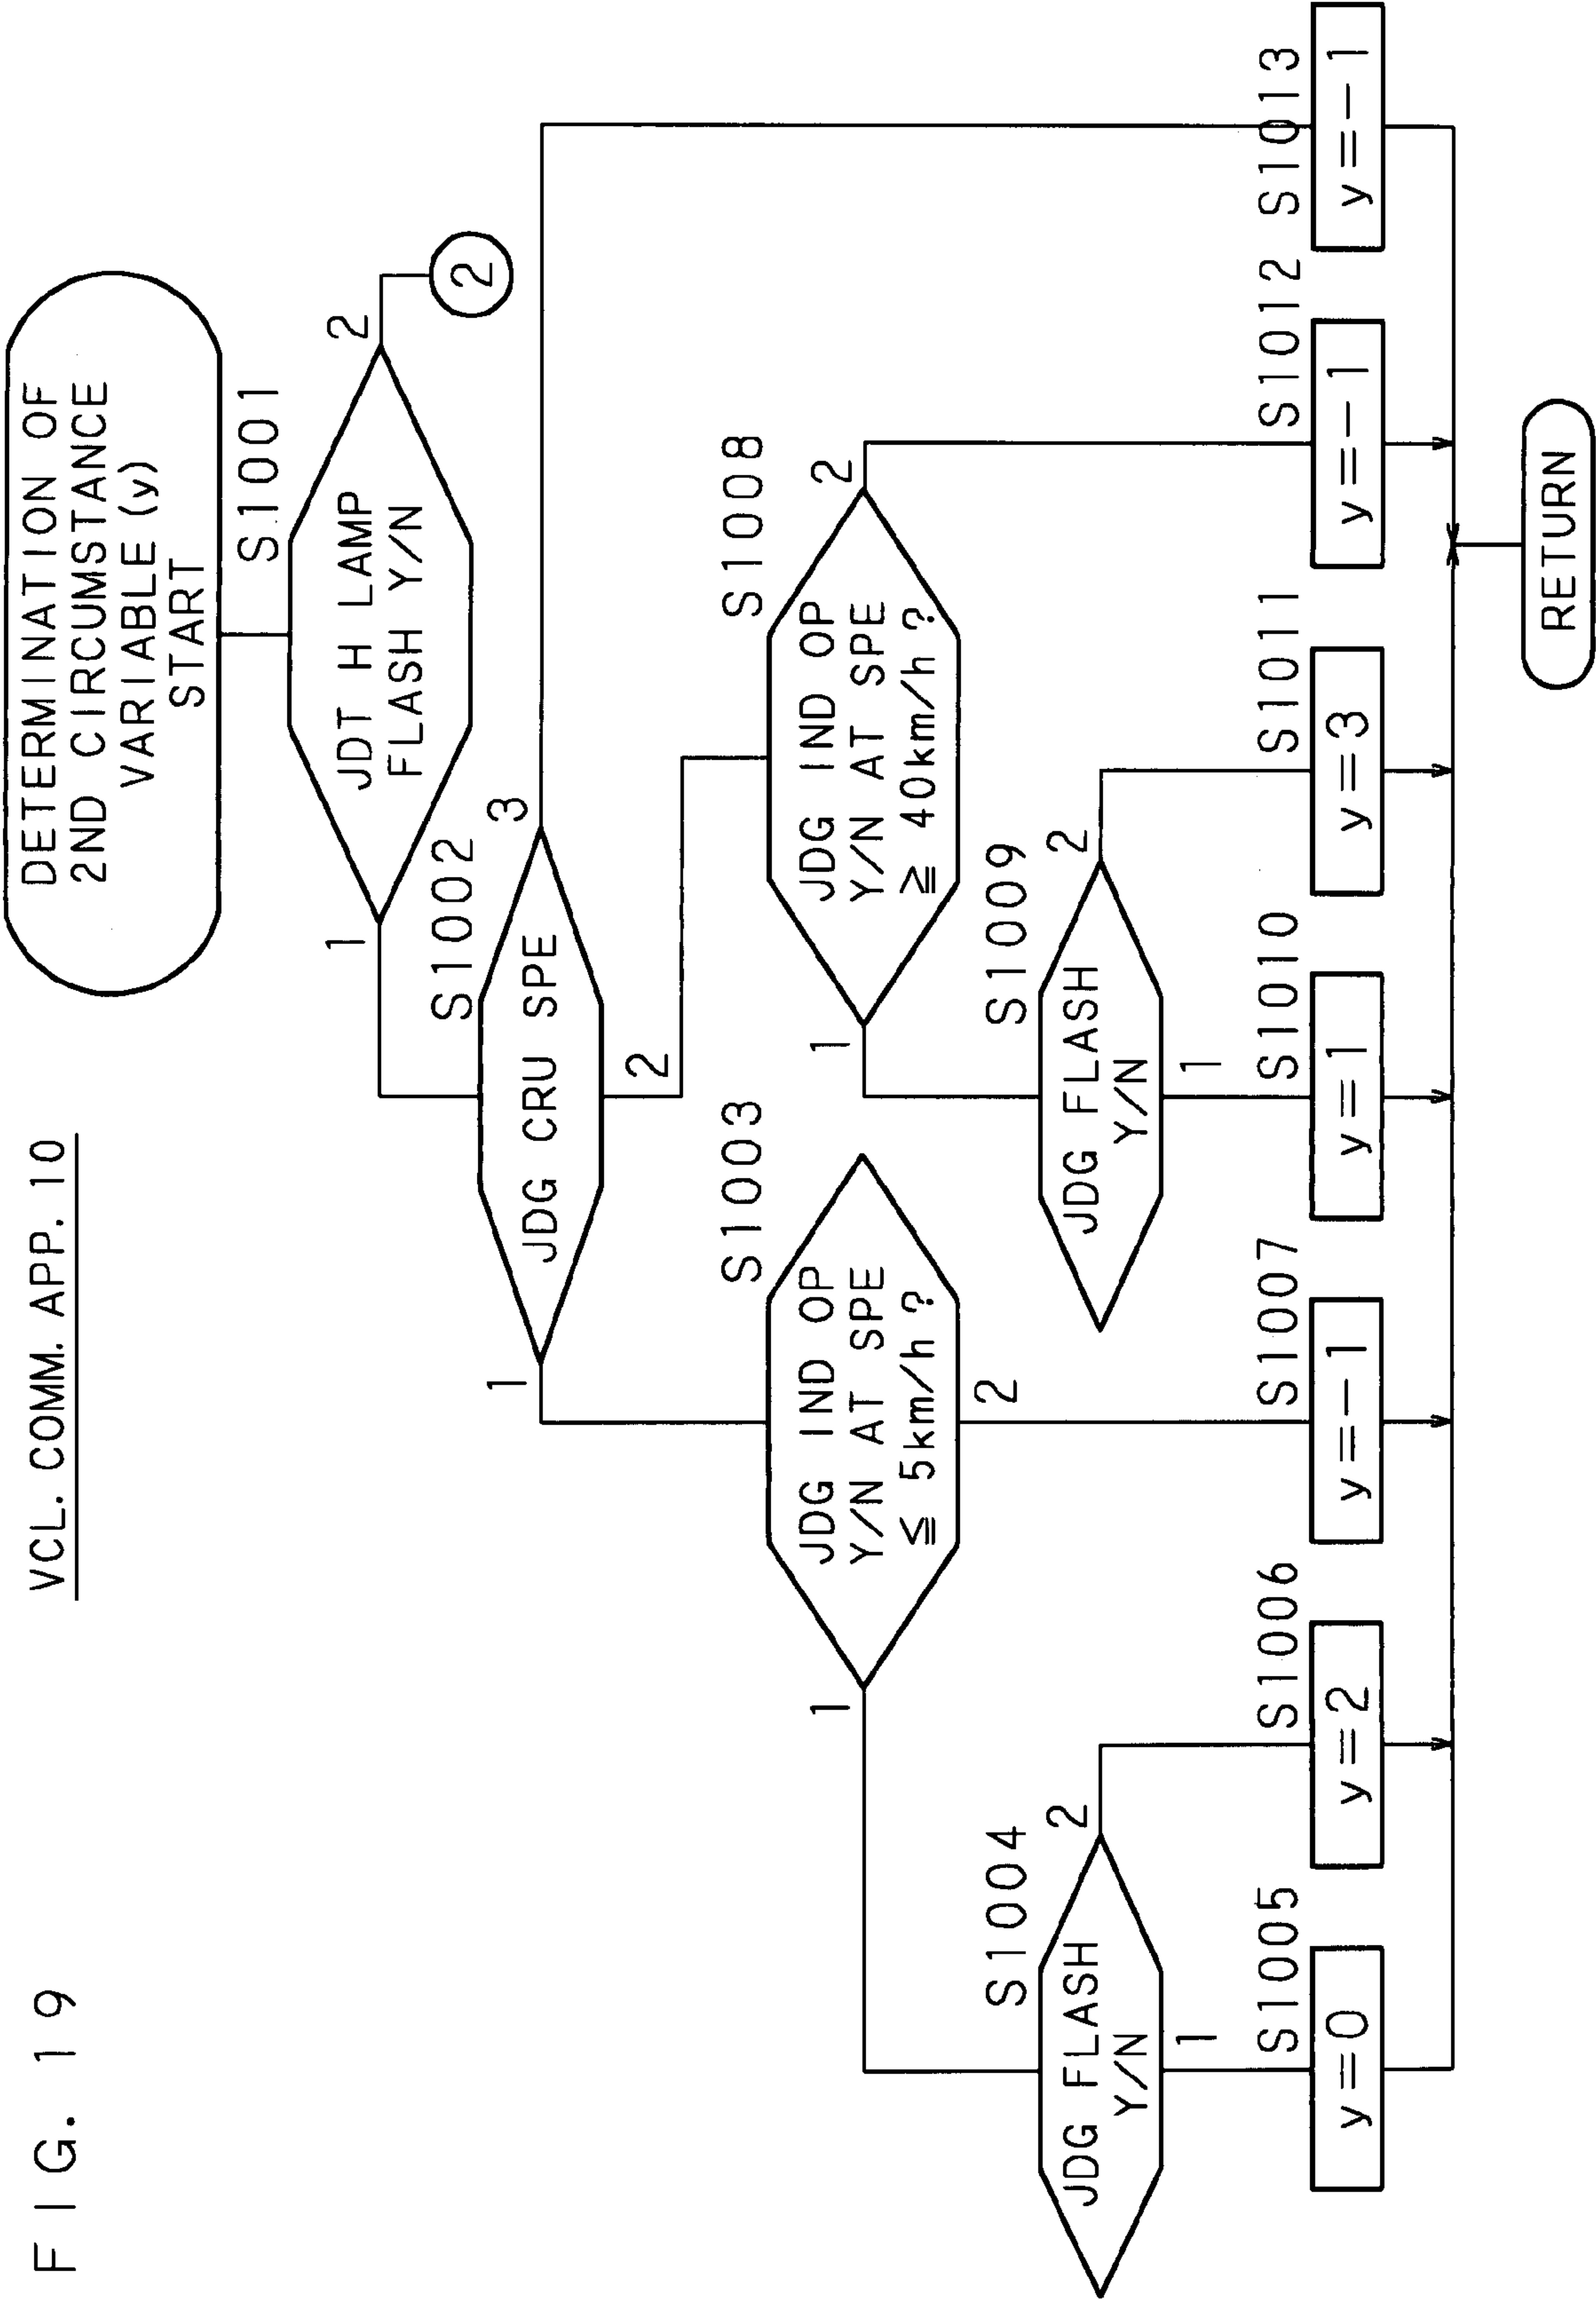 FIG. 19
VCL. COMM. APP. 10
DETERMINATION OF
2ND CIRCUMSTANCE
VARIABLE (y)
START
S1001
JDT H LAMP
FLASH Y/N
1
2
2
S1002
JDG CRU SPE
1
2
3
S1003
JDG IND OP
Y/N AT SPE
≦ 5km/h ?
1
2
S1008
JDG IND OP
Y/N AT SPE
≧ 40km/h ?
1
2
S1004
JDG FLASH
Y/N
1
2
S1009
JDG FLASH
Y/N
1
2
S1005
y=0
S1006
y=2
S1007
y=-1
S1010
y=1
S1011
y=3
S1012
y=-1
S1013
y=-1
RETURN